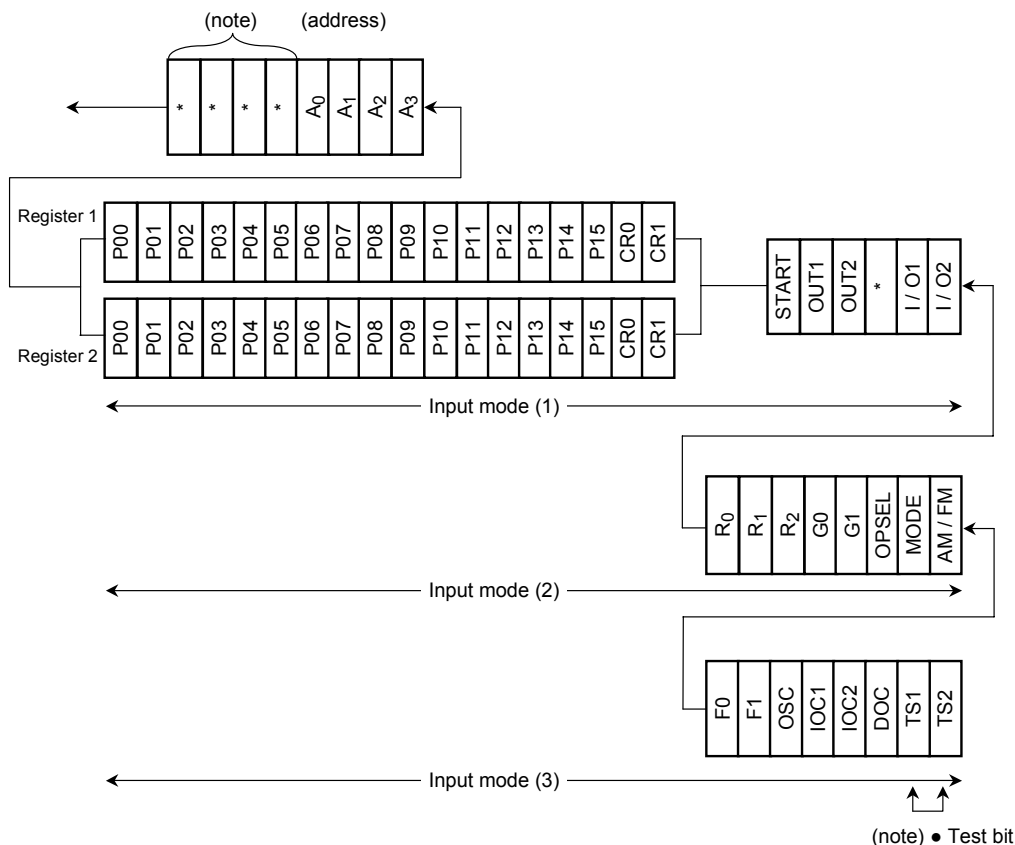 (note) (address)
* * * * A0 A1 A2 A3
Register 1
P00 P01 P02 P03 P04 P05 P06 P07 P08 P09 P10 P11 P12 P13 P14 P15 CR0 CR1
START OUT1 OUT2 * I / O1 I / O2
Register 2
P00 P01 P02 P03 P04 P05 P06 P07 P08 P09 P10 P11 P12 P13 P14 P15 CR0 CR1
Input mode (1)
R0 R1 R2 G0 G1 OPSEL MODE AM / FM
Input mode (2)
F0 F1 OSC IOC1 IOC2 DOC TS1 TS2
Input mode (3)
(note) ● Test bit